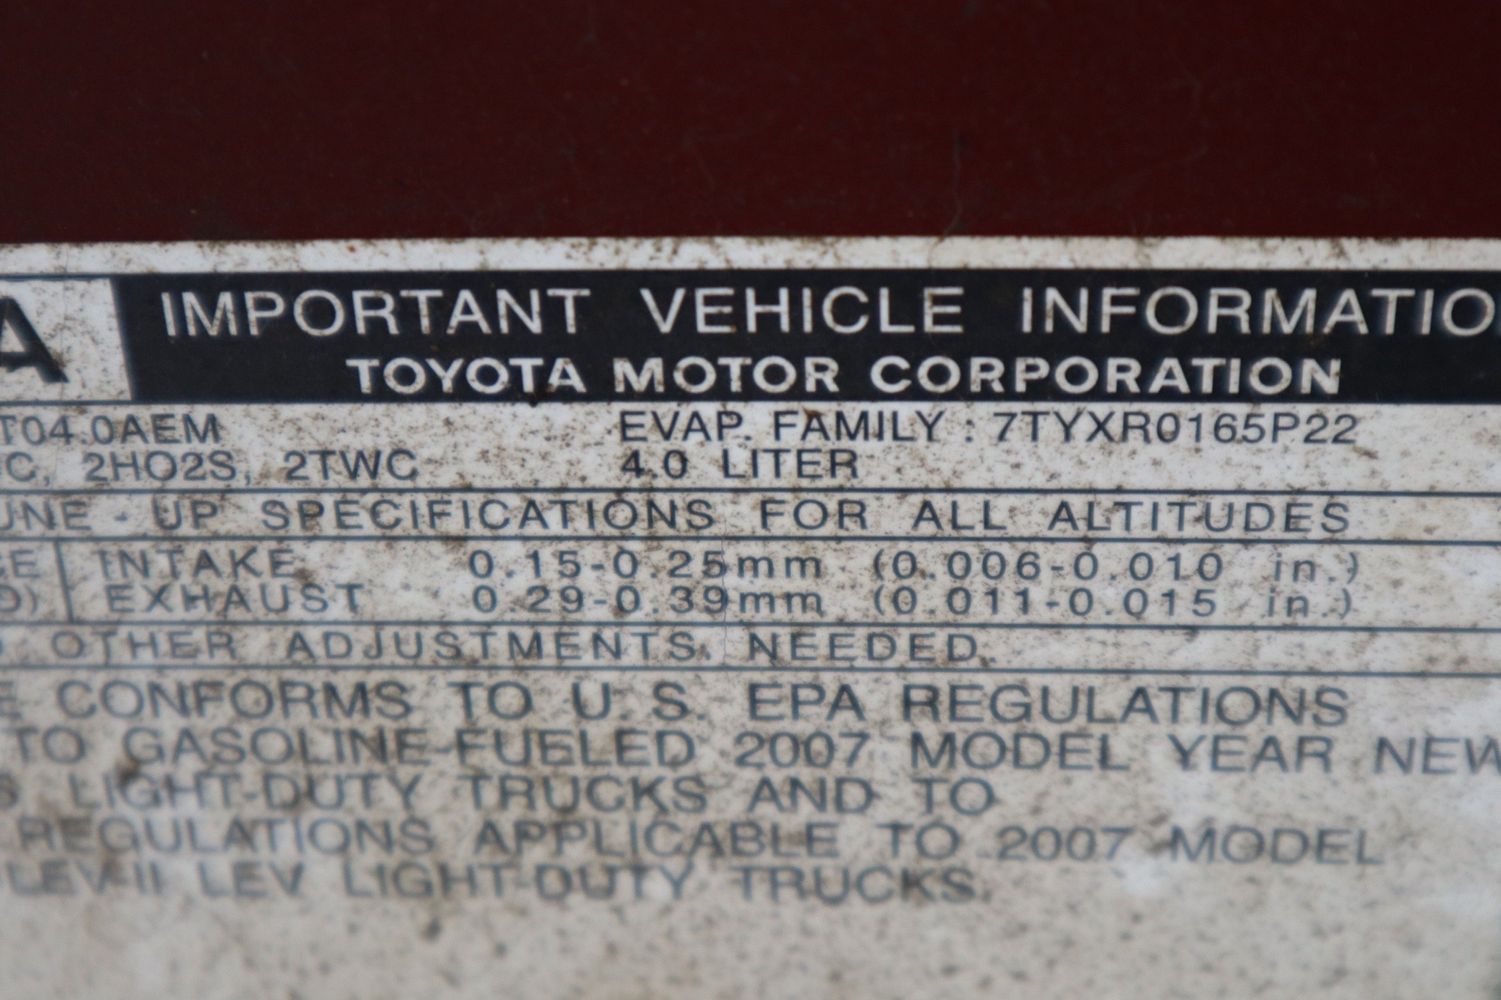 A IMPORTANT VEHICLE INFORMATIO
TOYOTA MOTOR CORPORATION
T04.0AEM EVAP. FAMILY : 7TYXR0165P22
C, 2HO2S, 2TWC 4.0 LITER
UNE - UP SPECIFICATIONS FOR ALL ALTITUDES
CE INTAKE 0.15-0.25mm (0.006-0.010 in.)
D) EXHAUST 0.29-0.39mm (0.011-0.015 in.)
OTHER ADJUSTMENTS NEEDED.
E CONFORMS TO U.S. EPA REGULATIONS
TO GASOLINE-FUELED 2007 MODEL YEAR NEW
S LIGHT-DUTY TRUCKS AND TO
REGULATIONS APPLICABLE TO 2007 MODEL
LEV-II LEV LIGHT-DUTY TRUCKS.